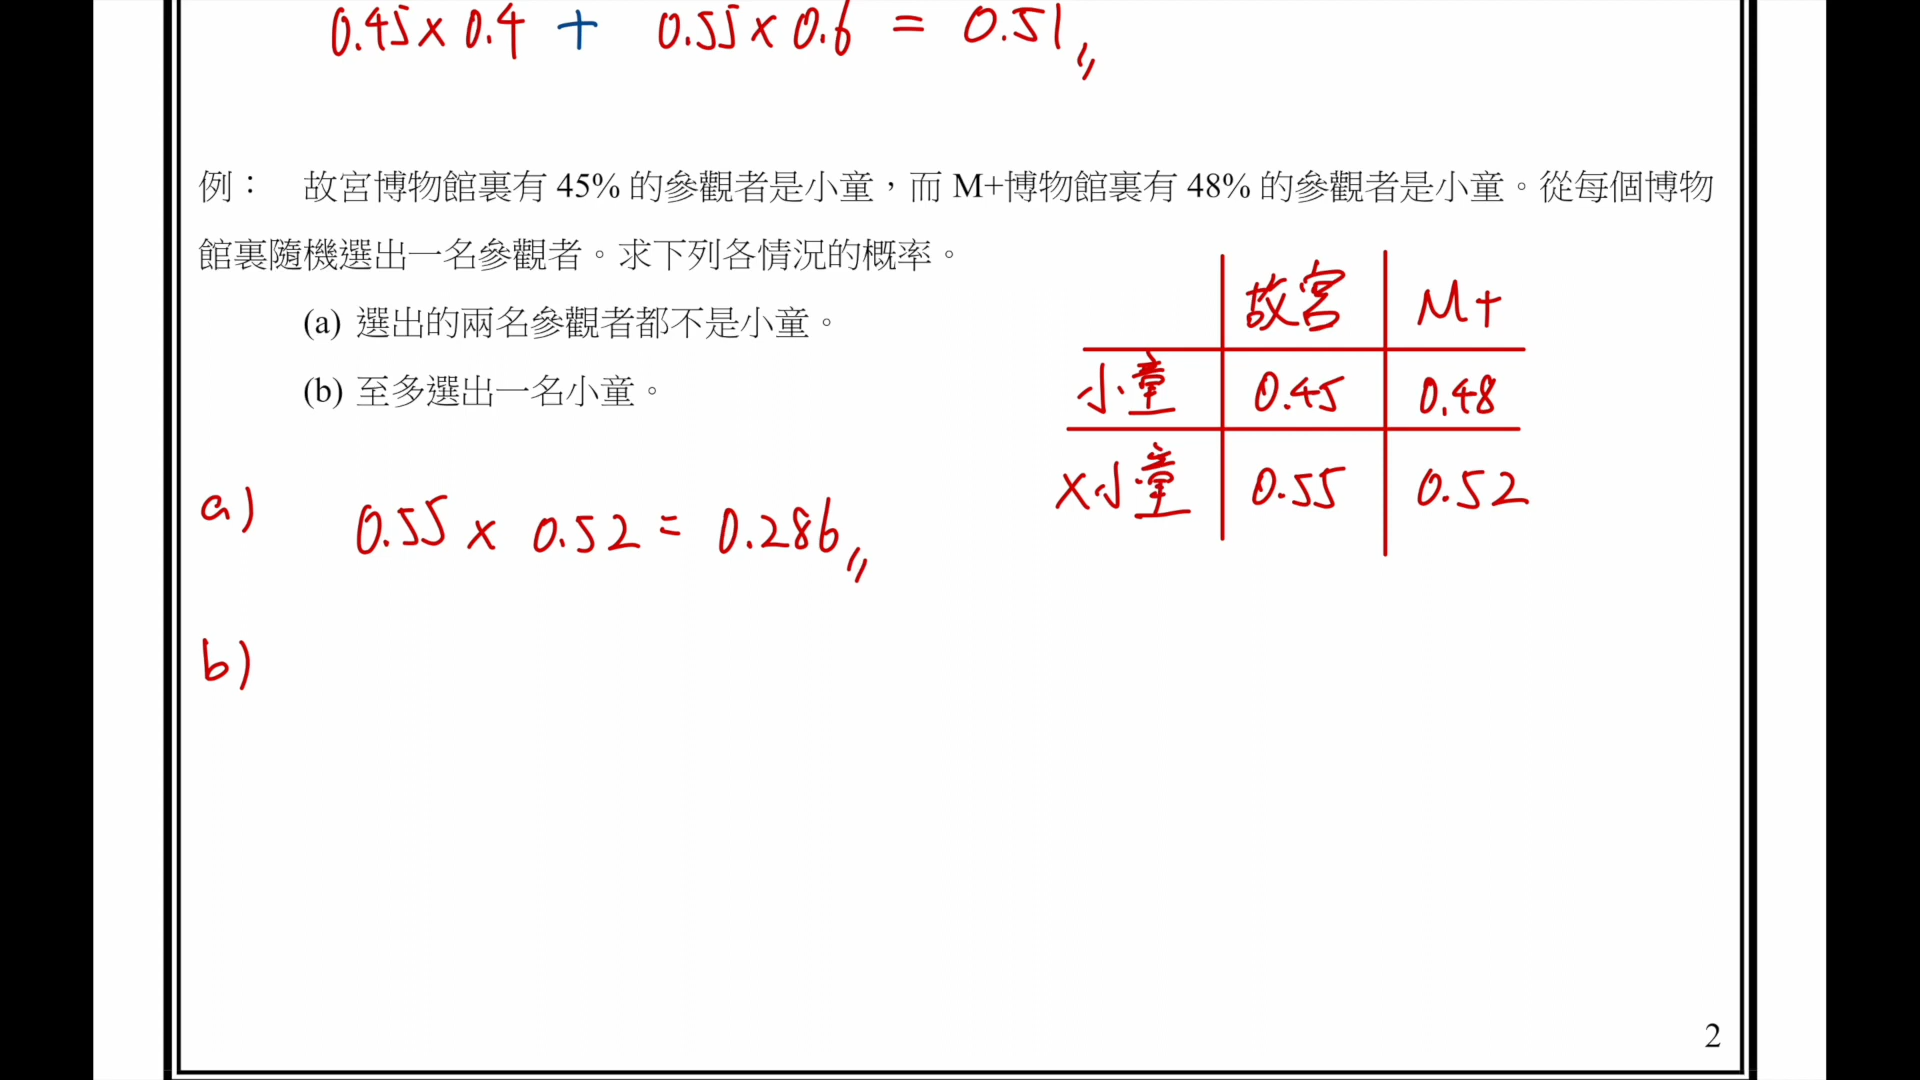 0.45 x 0.4 + 0.55 x 0.6 = 0.51
例： 故宮博物館裏有 45% 的參觀者是小童，而 M+博物館裏有 48% 的參觀者是小童。從每個博物
館裏隨機選出一名參觀者。求下列各情況的概率。
(a) 選出的兩名參觀者都不是小童。
(b) 至多選出一名小童。
故宮 M+
小童 0.45 0.48
x小童 0.55 0.52
a) 0.55 x 0.52 = 0.286
b)
2